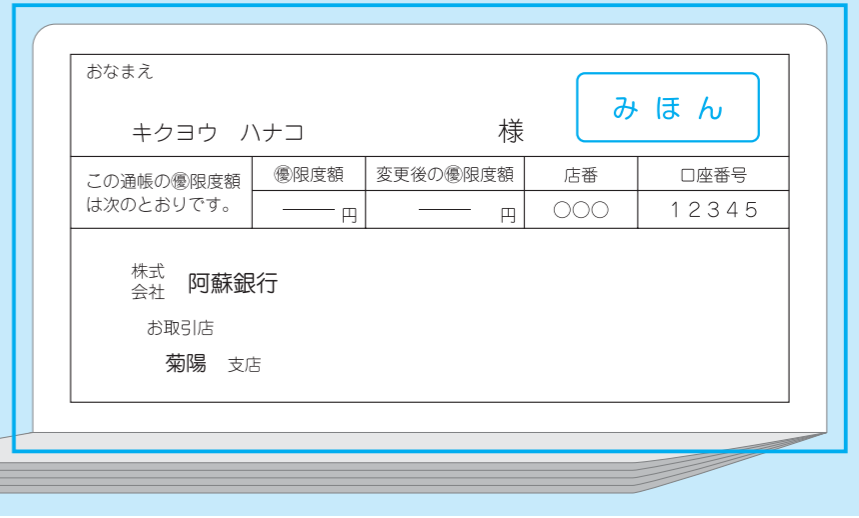 おなまえ
みほん
キクヨウ ハナコ 様
この通帳の㊝限度額
は次のとおりです。
㊝限度額 変更後の㊝限度額 店番 口座番号
―― 円 ―― 円 ○○○ 12345
株式
会社 阿蘇銀行
お取引店
菊陽 支店